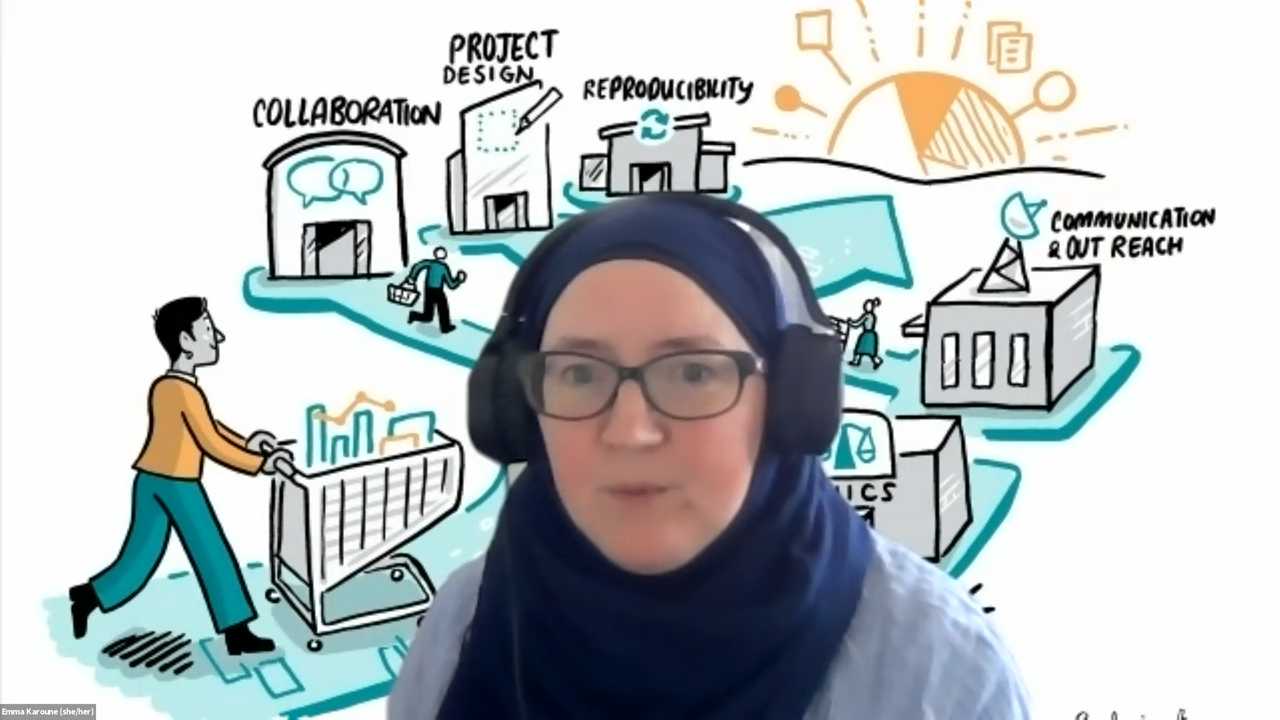 PROJECT
DESIGN
COLLABORATION
REPRODUCIBILITY
COMMUNICATION
& OUT REACH
Emma Karoune (she/her)